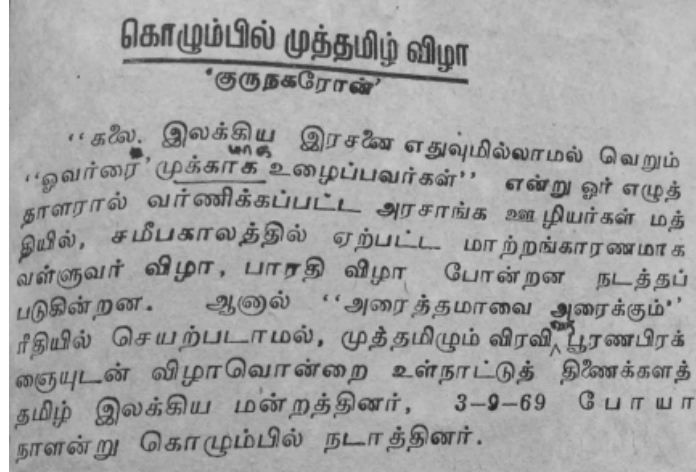 கொழும்பில் முத்தமிழ் விழா
'குருநகரோன்'
"கலை, இலக்கிய இரசனை எதுவுமில்லாமல் வெறும்
மாக
"ஓவர்ரை முக்காக உழைப்பவர்கள்" என்று ஓர் எழுத்
தாளரால் வர்ணிக்கப்பட்ட அரசாங்க ஊழியர்கள் மத்
தியில், சமீபகாலத்தில் ஏற்பட்ட மாற்றங்காரணமாக
வள்ளுவர் விழா, பாரதி விழா போன்றன நடத்தப்
படுகின்றன. ஆனால் "அரைத்தமாவை அரைக்கும்"
ரீதியில் செயற்படாமல், முத்தமிழும் விரவி பூரணபிரக்
ஞையுடன் விழாவொன்றை உள்நாட்டுத் திணைக்களத்
தமிழ் இலக்கிய மன்றத்தினர், 3-9-69 போயா
நாளன்று கொழும்பில் நடாத்தினர்.